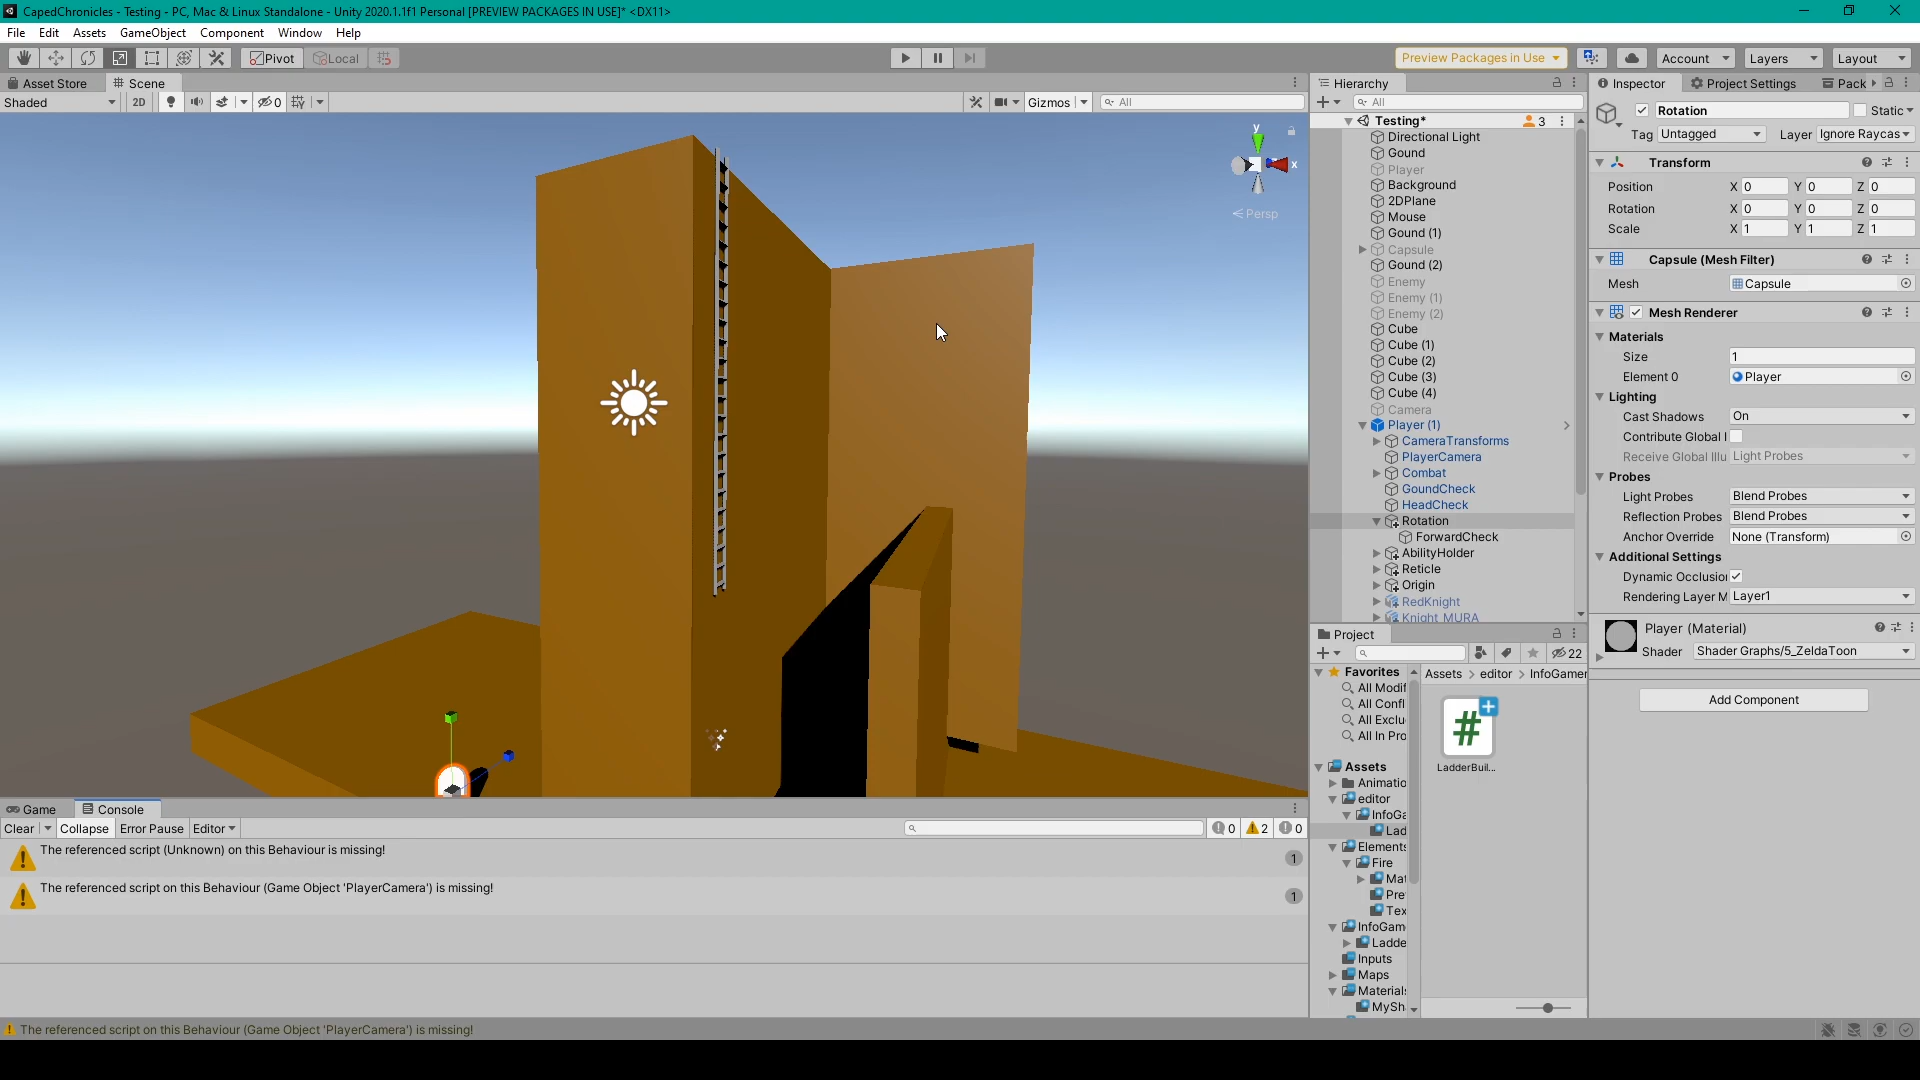 CapedChronicles - Testing - PC, Mac & Linux Standalone - Unity 2020.1.1f1 Personal [PREVIEW PACKAGES IN USE]* <DX11>
File Edit Assets GameObject Component Window Help
Pivot Local Preview Packages in Use Account Layers Layout
Asset Store Scene
Shaded 2D 0 Gizmos All
y
x
Persp
Hierarchy
All
Testing* 3
Directional Light
Gound
Player
Background
2DPlane
Mouse
Gound (1)
Capsule
Gound (2)
Enemy
Enemy (1)
Enemy (2)
Cube
Cube (1)
Cube (2)
Cube (3)
Cube (4)
Camera
Player (1)
CameraTransforms
PlayerCamera
Combat
GoundCheck
HeadCheck
Rotation
ForwardCheck
AbilityHolder
Reticle
Origin
RedKnight
Knight MURA
Inspector Project Settings Pack
Rotation Static
Tag Untagged Layer Ignore Raycas
Transform
Position X 0 Y 0 Z 0
Rotation X 0 Y 0 Z 0
Scale X 1 Y 1 Z 1
Capsule (Mesh Filter)
Mesh Capsule
Mesh Renderer
Materials
Size 1
Element 0 Player
Lighting
Cast Shadows On
Contribute Global I
Receive Global Illu Light Probes
Probes
Light Probes Blend Probes
Reflection Probes Blend Probes
Anchor Override None (Transform)
Additional Settings
Dynamic Occlusion
Rendering Layer M Layer1
Player (Material)
Shader Shader Graphs/5_ZeldaToon
Add Component
Project
22
Favorites
All Modif
All Confl
All Exclu
All In Pro
Assets
Animatio
editor
InfoGa
Lad
Elements
Fire
Mat
Pre
Tex
InfoGam
Ladde
Inputs
Maps
Materials
MySh
Assets > editor > InfoGamer
#
LadderBuil...
Game Console
Clear Collapse Error Pause Editor 0 2 0
The referenced script (Unknown) on this Behaviour is missing! 1
The referenced script on this Behaviour (Game Object 'PlayerCamera') is missing! 1
The referenced script on this Behaviour (Game Object 'PlayerCamera') is missing!